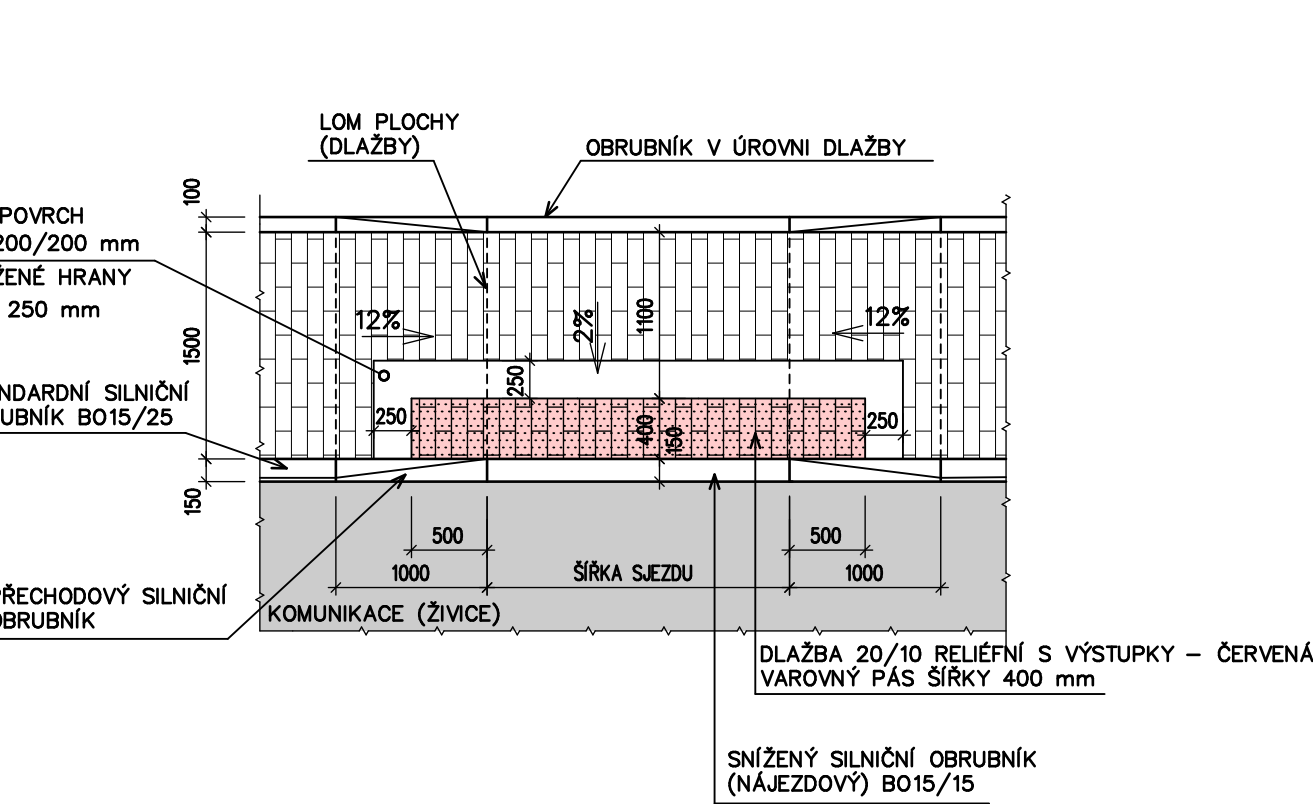 LOM PLOCHY
(DLAŽBY)
OBRUBNÍK V ÚROVNI DLAŽBY
100
POVRCH
200/200 mm
ŽENÉ HRANY
250 mm
12%
2%
1100
12%
1500
250
NDARDNÍ SILNIČNÍ
UBNÍK BO15/25
250
400
150
250
150
500
500
1000
ŠÍŘKA SJEZDU
1000
PŘECHODOVÝ SILNIČNÍ
OBRUBNÍK
KOMUNIKACE (ŽIVICE)
DLAŽBA 20/10 RELIÉFNÍ S VÝSTUPKY – ČERVENÁ
VAROVNÝ PÁS ŠÍŘKY 400 mm
SNÍŽENÝ SILNIČNÍ OBRUBNÍK
(NÁJEZDOVÝ) BO15/15